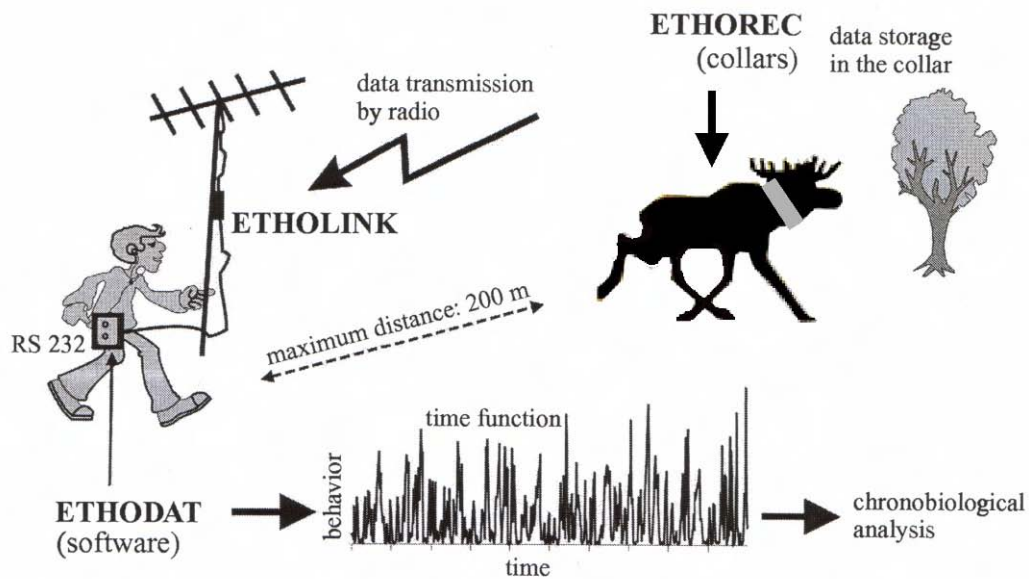 ETHOREC
(collars)
data storage
in the collar
data transmission
by radio
ETHOLINK
RS 232
maximum distance: 200 m
time function
behavior
time
ETHODAT
(software)
chronobiological
analysis